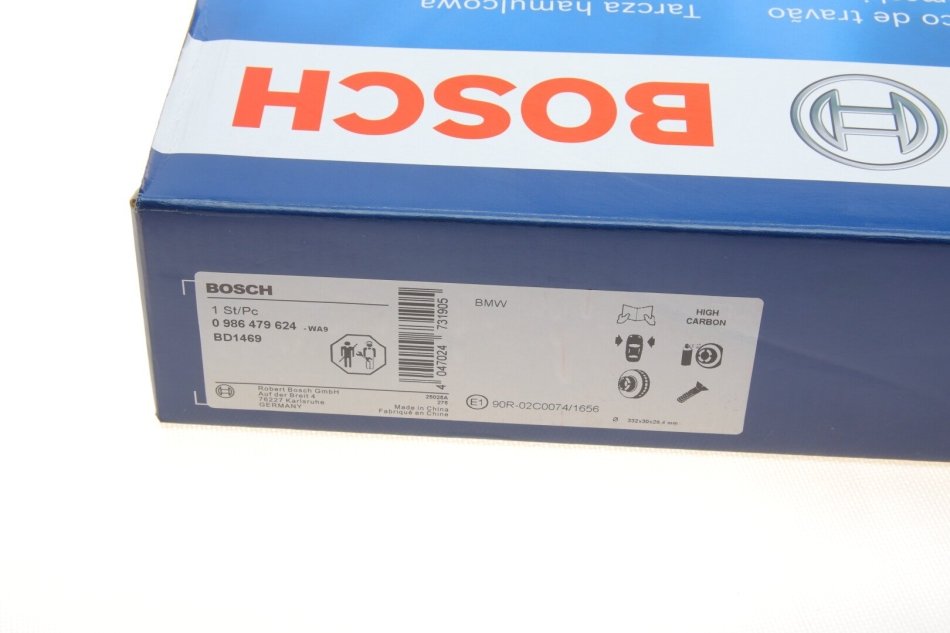 co de travão
Tarcza hamulcowa
BOSCH
BOSCH
1 St/Pc
0 986 479 624 - WA9
BD1469
Robert Bosch GmbH
Auf der Breit 4
76227 Karlsruhe
GERMANY
4 047024 731905
Made in China
Fabriqué en Chine
BMW
E1 90R-02C0074/1656
HIGH
CARBON